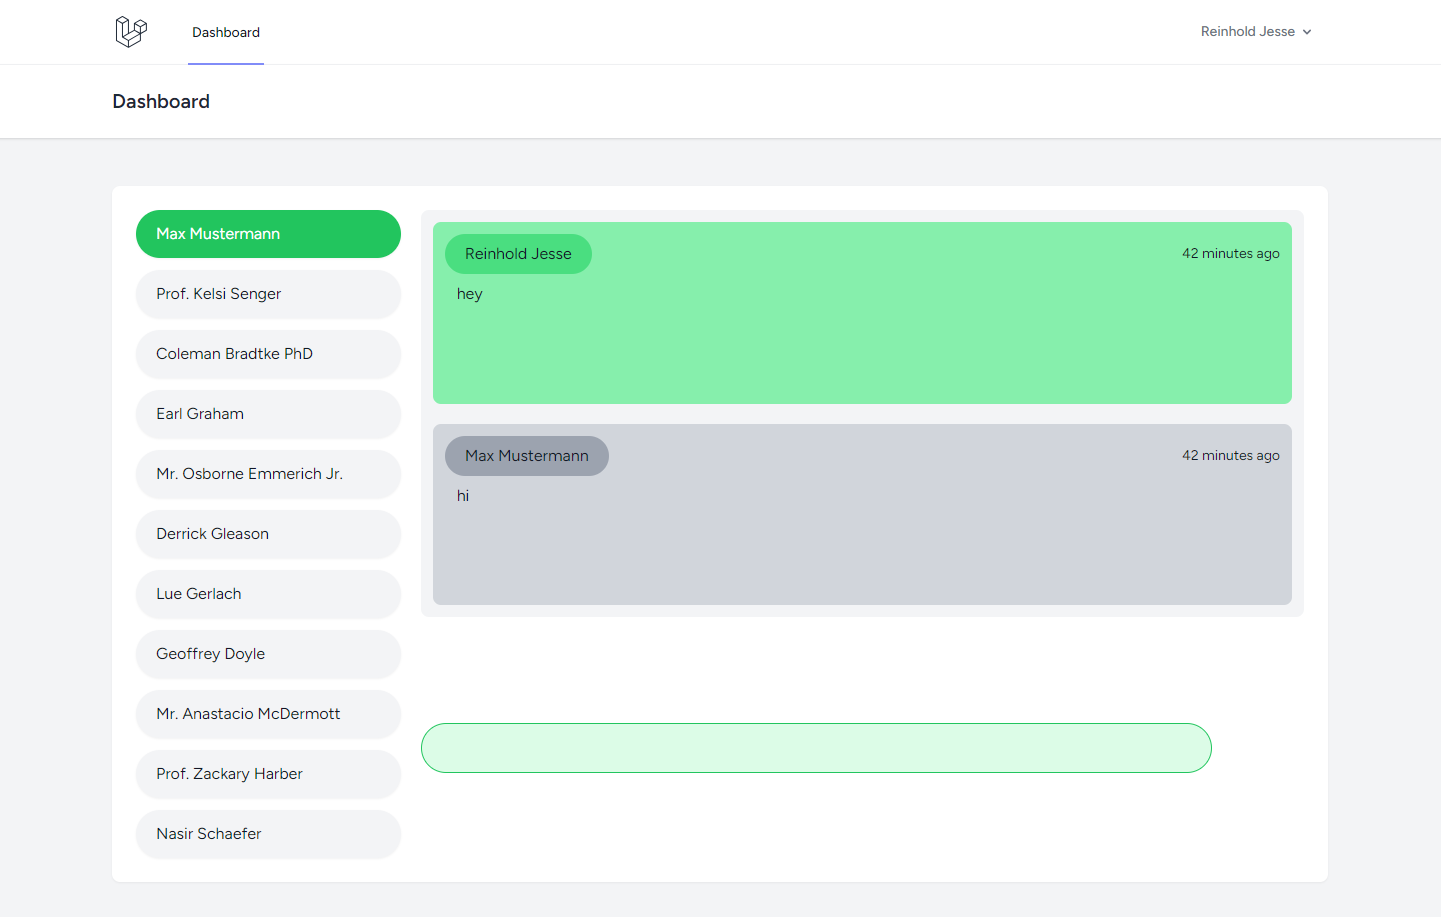 Dashboard
Reinhold Jesse
Dashboard
Max Mustermann
Prof. Kelsi Senger
Coleman Bradtke PhD
Earl Graham
Mr. Osborne Emmerich Jr.
Derrick Gleason
Lue Gerlach
Geoffrey Doyle
Mr. Anastacio McDermott
Prof. Zackary Harber
Nasir Schaefer
Reinhold Jesse
42 minutes ago
hey
Max Mustermann
42 minutes ago
hi